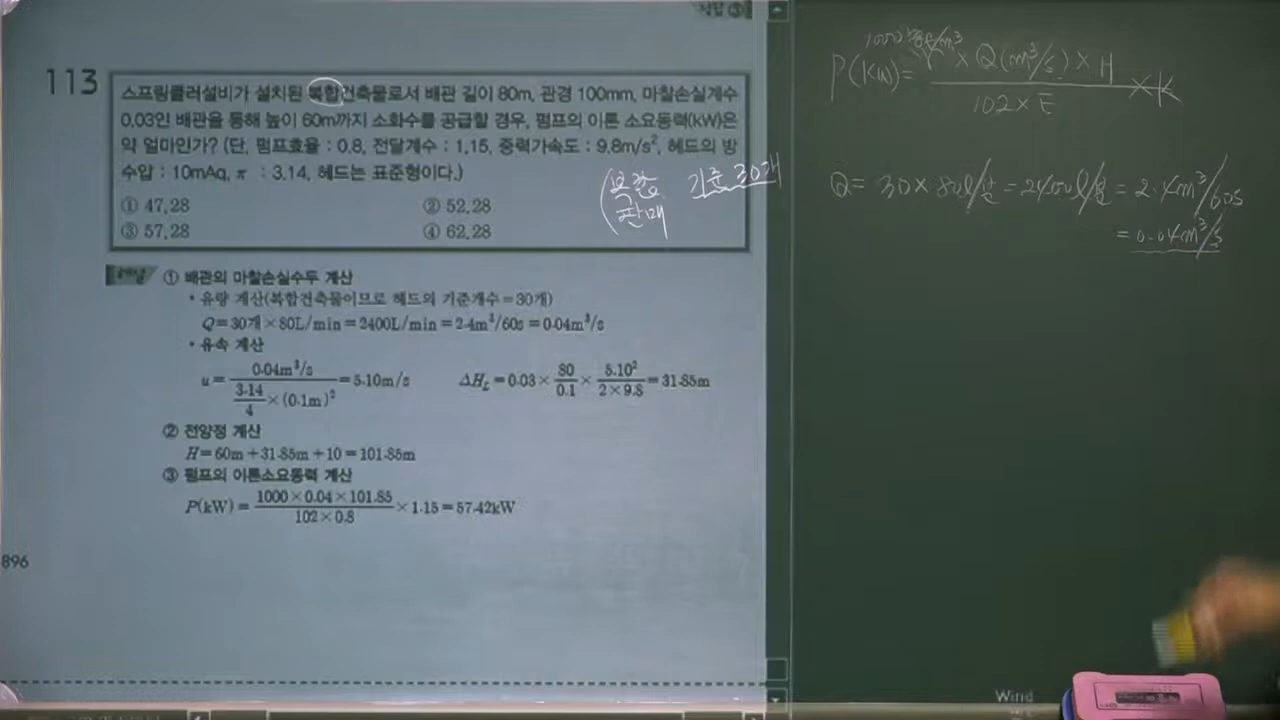 정답 ③
113
스프링클러설비가 설치된 복합건축물로서 배관 길이 80m, 관경 100mm, 마찰손실계수
0.03인 배관을 통해 높이 60m까지 소화수를 공급할 경우, 펌프의 이론 소요동력(kW)은
약 얼마인가? (단, 펌프효율 : 0.8, 전달계수 : 1.15, 중력가속도 : 9.8m/s², 헤드의 방
수압 : 10mAq, π : 3.14, 헤드는 표준형이다.)
① 47.28 ② 52.28
③ 57.28 ④ 62.28
기준 30개
판매
해설 ① 배관의 마찰손실수두 계산
• 유량 계산(복합건축물이므로 헤드의 기준개수=30개)
Q=30개×80L/min=2400L/min=2.4m³/60s=0.04m³/s
• 유속 계산
u= 0.04m³/s / (3.14/4 ×(0.1m)²) =5.10m/s ΔH_L=0.03× 80/0.1 × 5.10²/(2×9.8) =31.85m
② 전양정 계산
H=60m+31.85m+10=101.85m
③ 펌프의 이론소요동력 계산
P(kW)= (1000×0.04×101.85)/(102×0.8) ×1.15=57.42kW
896
P(kW)= (γ × Q(m³/s) × H)/(102×E) ×K
Q= 30×80ℓ/분 =2400ℓ/분 = 2.4m³/60s
= 0.04m³/s
Wind